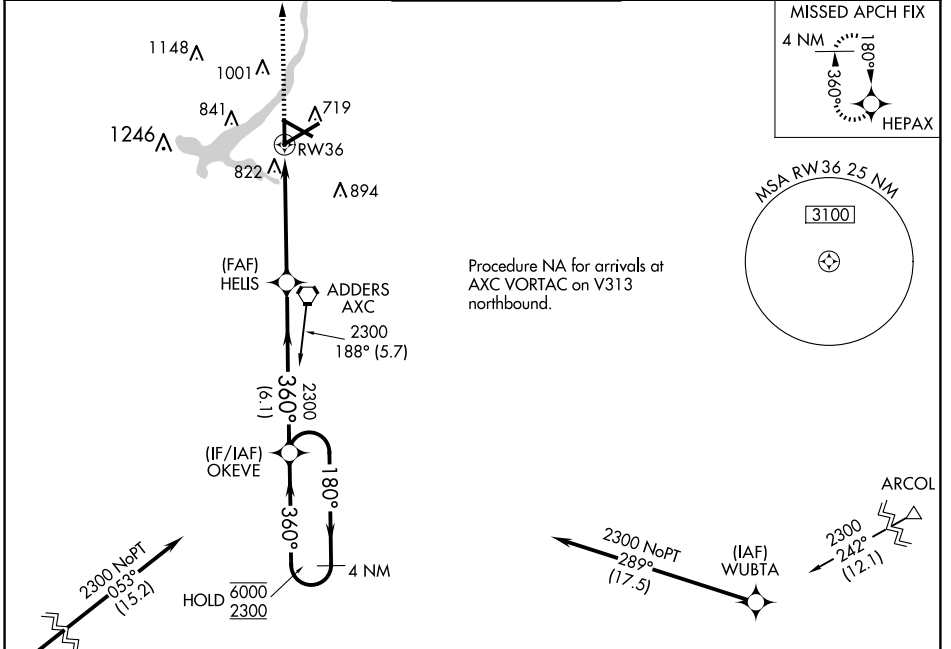 MISSED APCH FIX
4 NM
180°
360°
HEPAX
1148
1001
841
719
1246
RW36
822
894
MSA RW36 25 NM
3100
(FAF)
HELIS
ADDERS
AXC
2300
188° (5.7)
Procedure NA for arrivals at
AXC VORTAC on V313
northbound.
360°
2300
(6.1)
(IF/IAF)
OKEVE
180°
360°
4 NM
HOLD 6000
2300
2300 NoPT
053°
(15.2)
2300 NoPT
289°
(17.5)
(IAF)
WUBTA
ARCOL
2300
242°
(12.1)